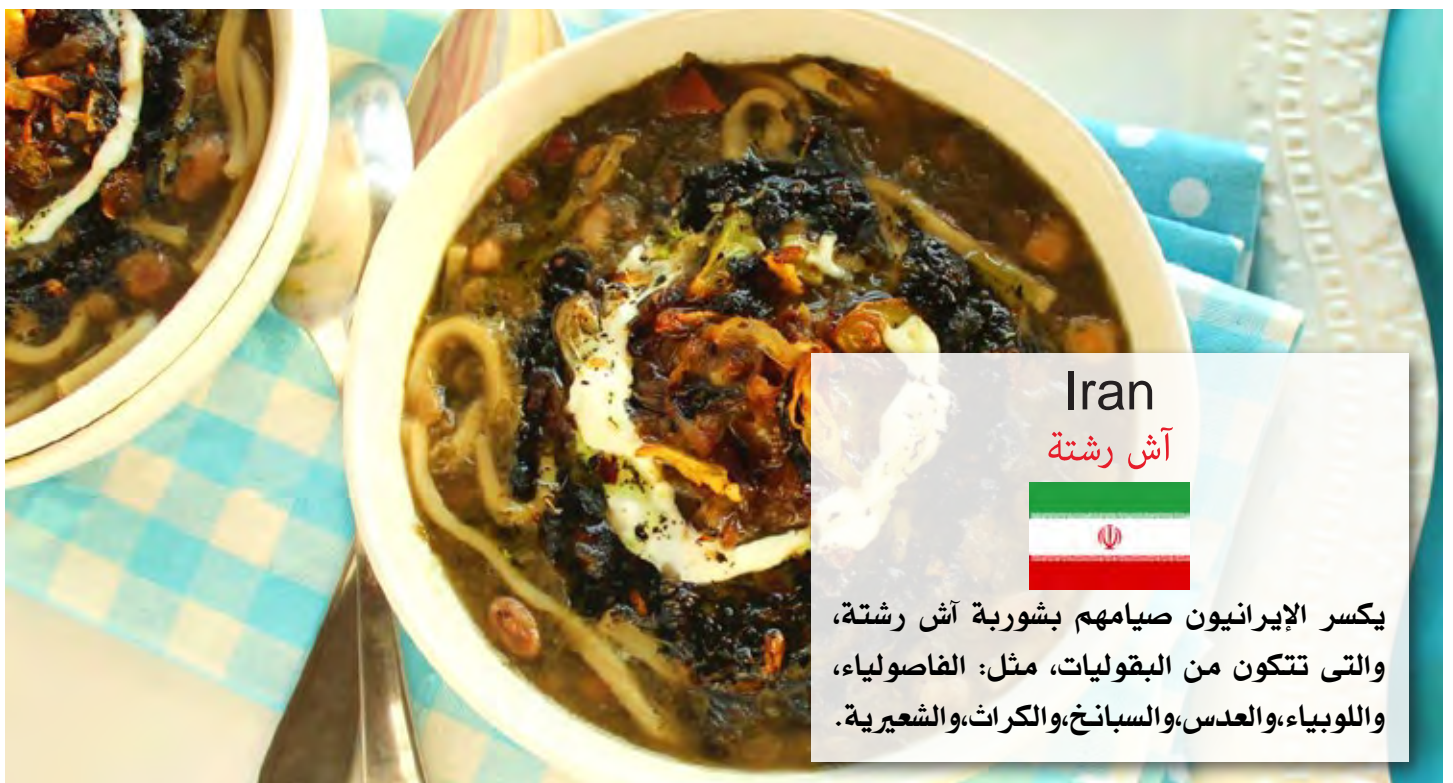 Iran
آش رشتة
يكسر الإيرانيون صيامهم بشوربة آش رشتة،
والتى تتكون من البقوليات، مثل: الفاصولياء،
واللوبياء،والعدس،والسبانخ،والكراث،والشعيرية.